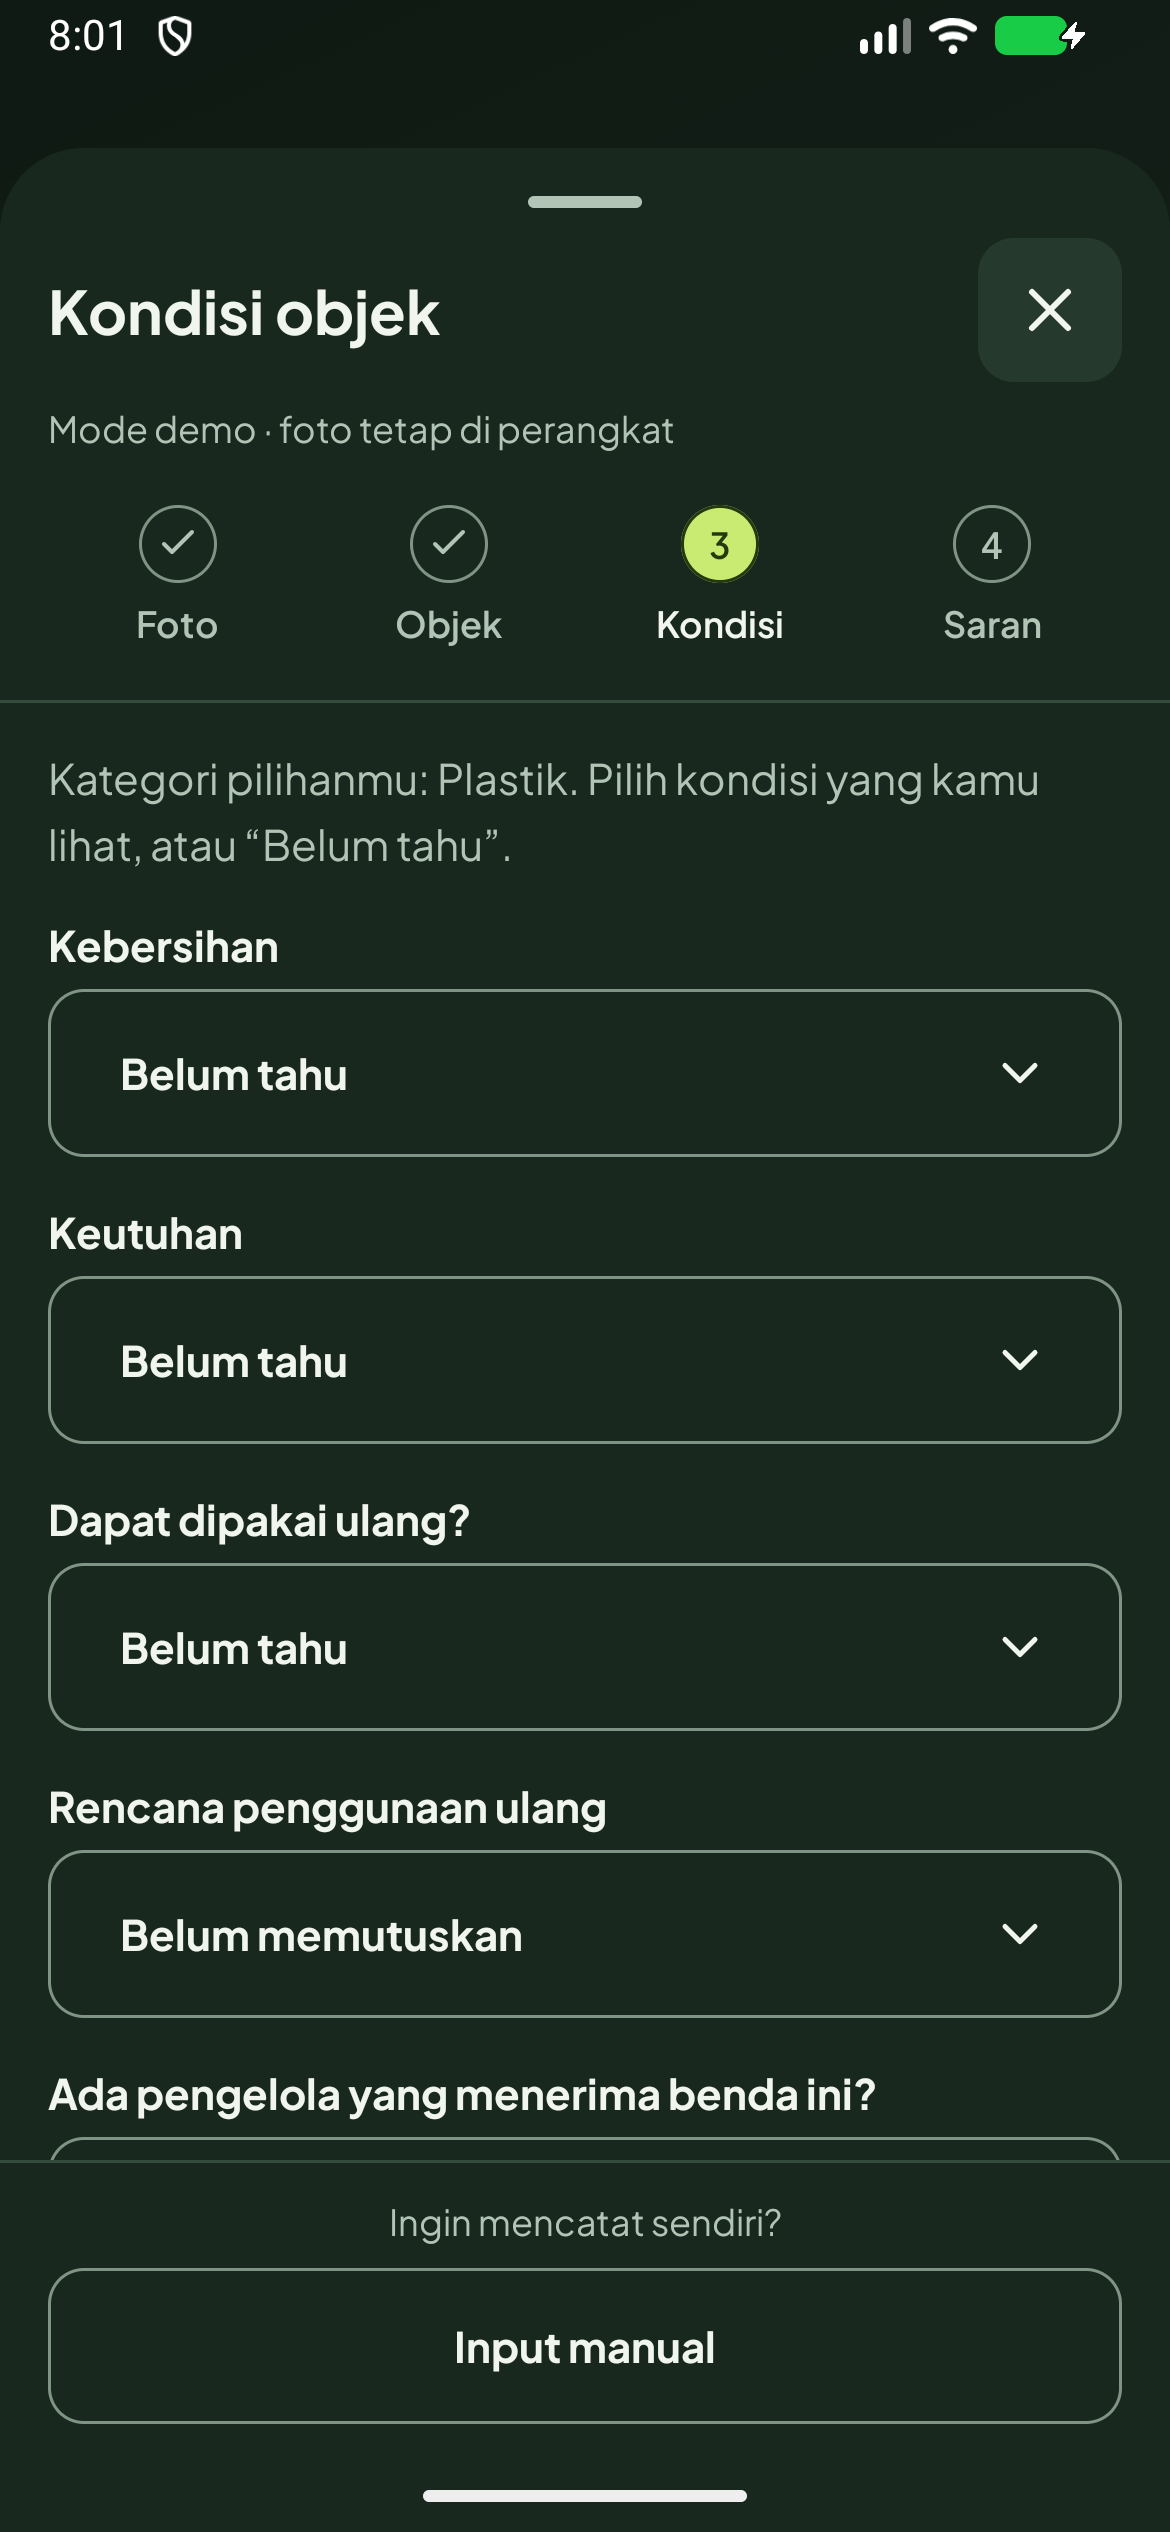 8:01
Kondisi objek
Mode demo · foto tetap di perangkat
3
4
Foto
Objek
Kondisi
Saran
Kategori pilihanmu: Plastik. Pilih kondisi yang kamu
lihat, atau “Belum tahu”.
Kebersihan
Belum tahu
Keutuhan
Belum tahu
Dapat dipakai ulang?
Belum tahu
Rencana penggunaan ulang
Belum memutuskan
Ada pengelola yang menerima benda ini?
Ingin mencatat sendiri?
Input manual